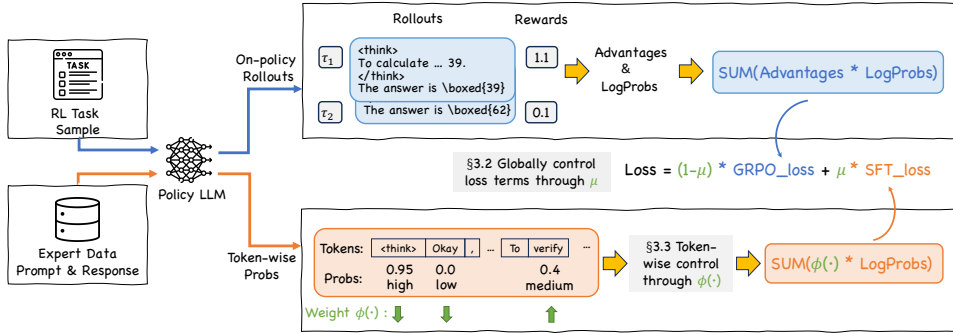 TASK
RL Task
Sample
Expert Data
Prompt & Response
Policy LLM
On-policy
Rollouts
Token-wise
Probs
Rollouts
Rewards
τ1
<think>
To calculate ... 39.
</think>
The answer is \boxed{39}
1.1
τ2
The answer is \boxed{62}
0.1
Advantages
&
LogProbs
SUM(Advantages * LogProbs)
§3.2 Globally control
loss terms through μ
Loss = (1-μ) * GRPO_loss + μ * SFT_loss
Tokens: <think> Okay , ... To verify ...
Probs: 0.95 0.0 0.4
high low medium
Weight ϕ(·) :
§3.3 Token-
wise control
through ϕ(·)
SUM(ϕ(·) * LogProbs)